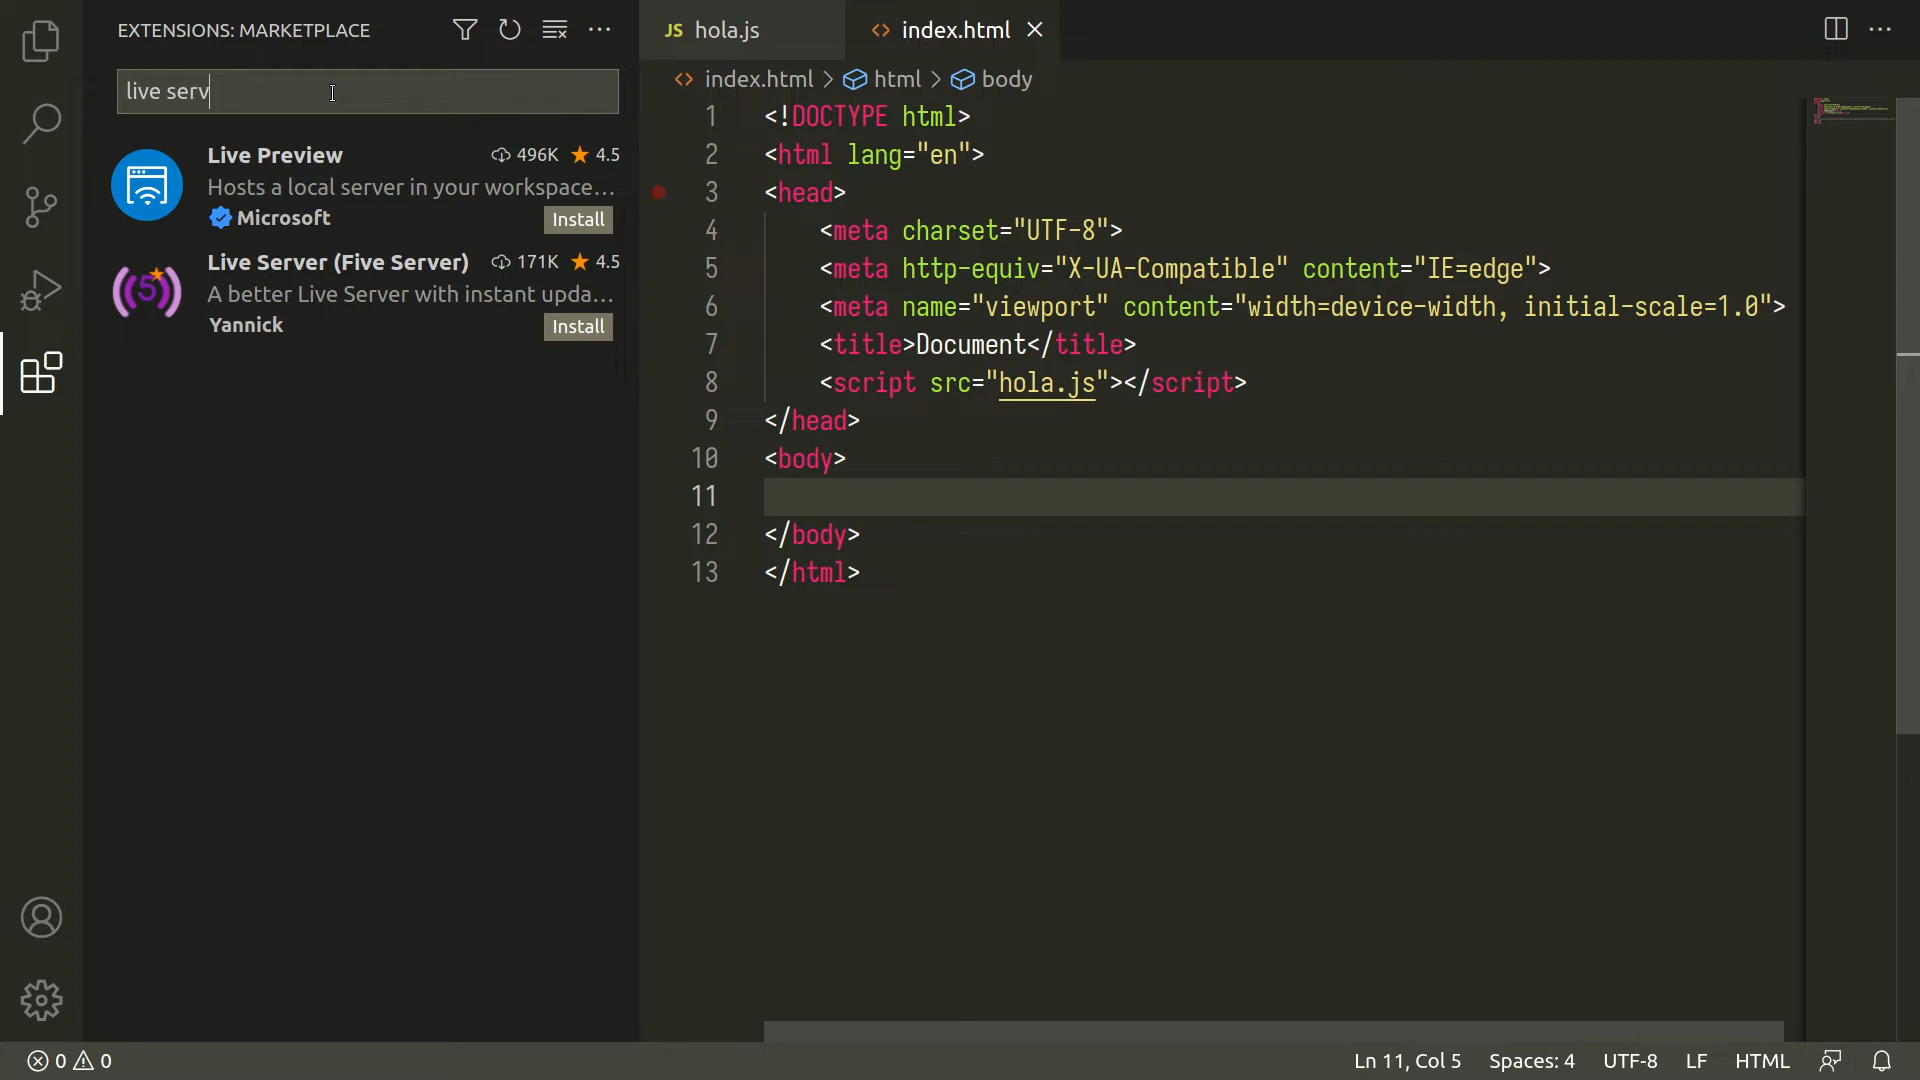 EXTENSIONS: MARKETPLACE
live serv
Live Preview 496K 4.5
Hosts a local server in your workspace...
Microsoft Install
Live Server (Five Server) 171K 4.5
A better Live Server with instant upda...
Yannick Install
JS hola.js
index.html
index.html > html > body
1 <!DOCTYPE html>
2 <html lang="en">
3 <head>
4 <meta charset="UTF-8">
5 <meta http-equiv="X-UA-Compatible" content="IE=edge">
6 <meta name="viewport" content="width=device-width, initial-scale=1.0">
7 <title>Document</title>
8 <script src="hola.js"></script>
9 </head>
10 <body>
11
12 </body>
13 </html>
0 0
Ln 11, Col 5 Spaces: 4 UTF-8 LF HTML